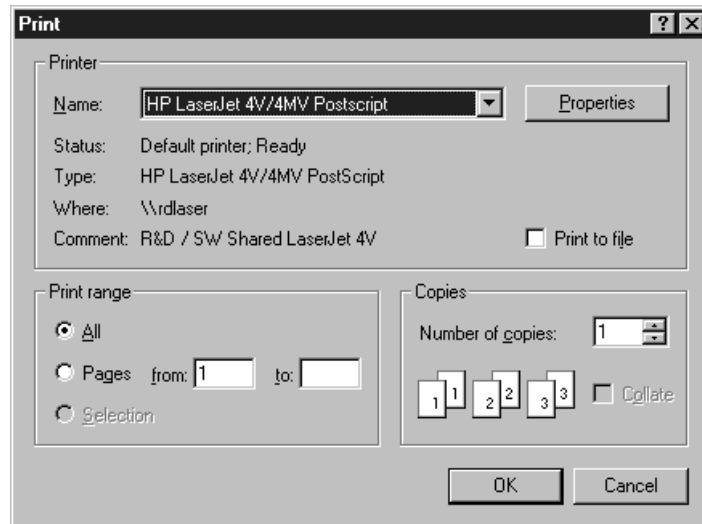 Print
Printer
Name: HP LaserJet 4V/4MV Postscript Properties
Status: Default printer; Ready
Type: HP LaserJet 4V/4MV PostScript
Where: \\rdlaser
Comment: R&D / SW Shared LaserJet 4V Print to file
Print range
All
Pages from: 1 to:
Selection
Copies
Number of copies: 1
1 1 2 2 3 3 Collate
OK Cancel